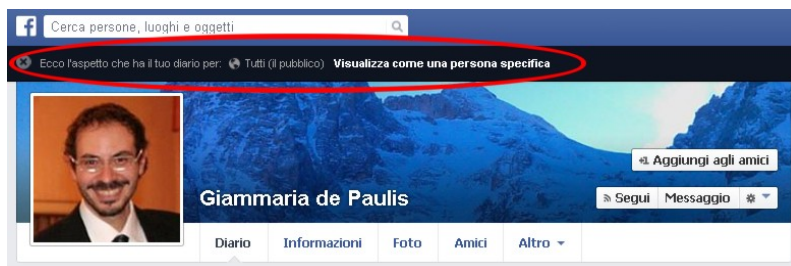 f Cerca persone, luoghi e oggetti
Ecco l'aspetto che ha il tuo diario per: Tutti (il pubblico) Visualizza come una persona specifica
+1 Aggiungi agli amici
Giammaria de Paulis
Segui Messaggio
Diario Informazioni Foto Amici Altro